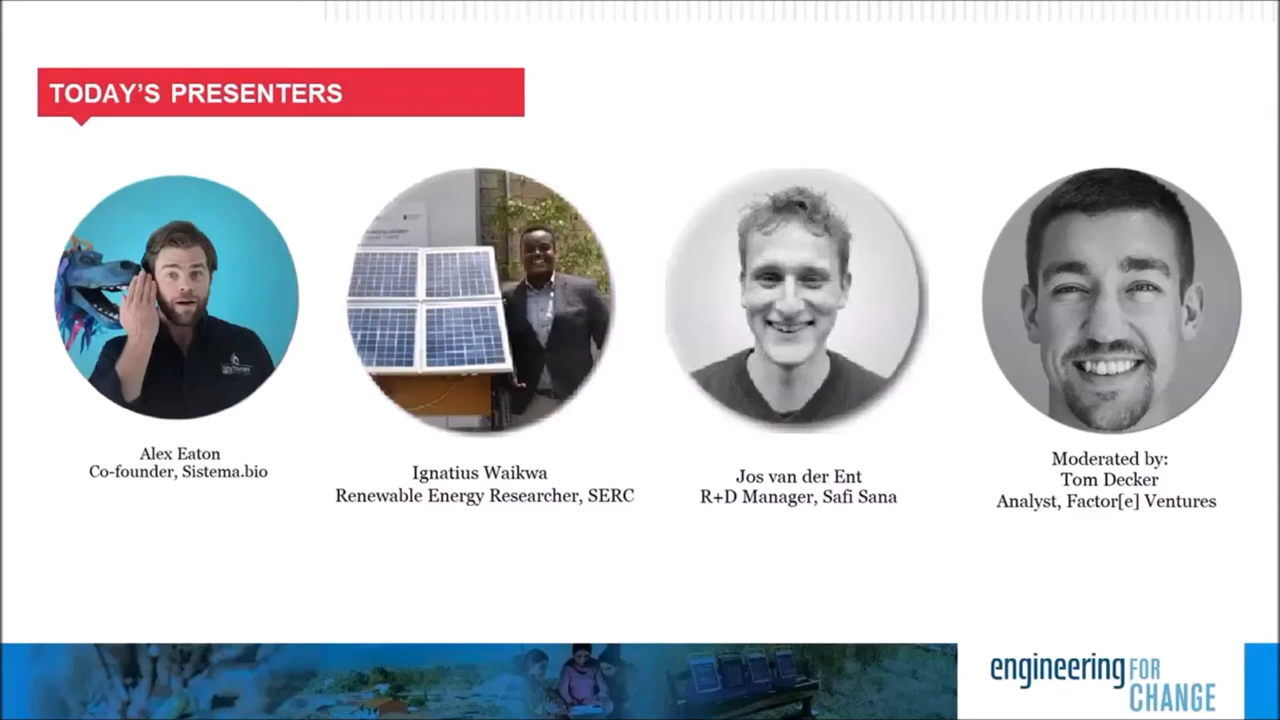 TODAY'S PRESENTERS
Alex Eaton
Co-founder, Sistema.bio
Ignatius Waikwa
Renewable Energy Researcher, SERC
Jos van der Ent
R+D Manager, Safi Sana
Moderated by:
Tom Decker
Analyst, Factor[e] Ventures
engineering FOR
CHANGE